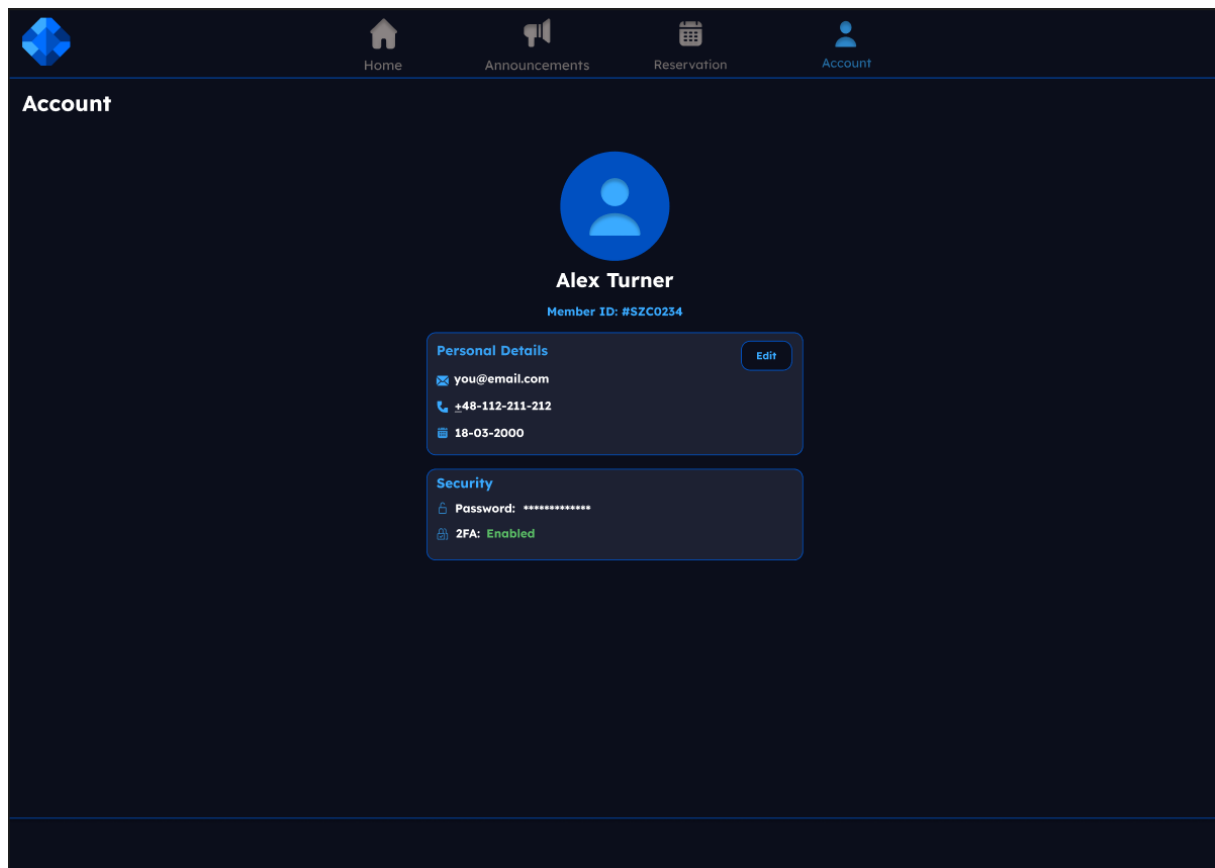 Home
Announcements
Reservation
Account
Account
Alex Turner
Member ID: #SZC0234
Personal Details
Edit
you@email.com
+48-112-211-212
18-03-2000
Security
Password: *************
2FA: Enabled